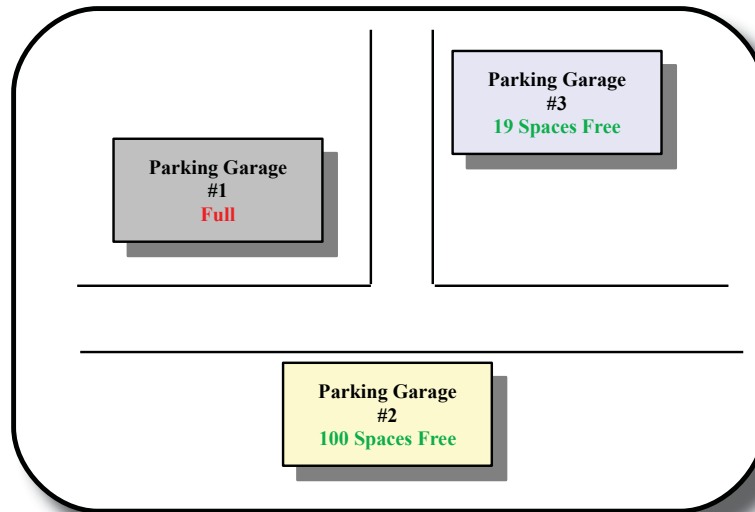 Parking Garage
#3
19 Spaces Free
Parking Garage
#1
Full
Parking Garage
#2
100 Spaces Free